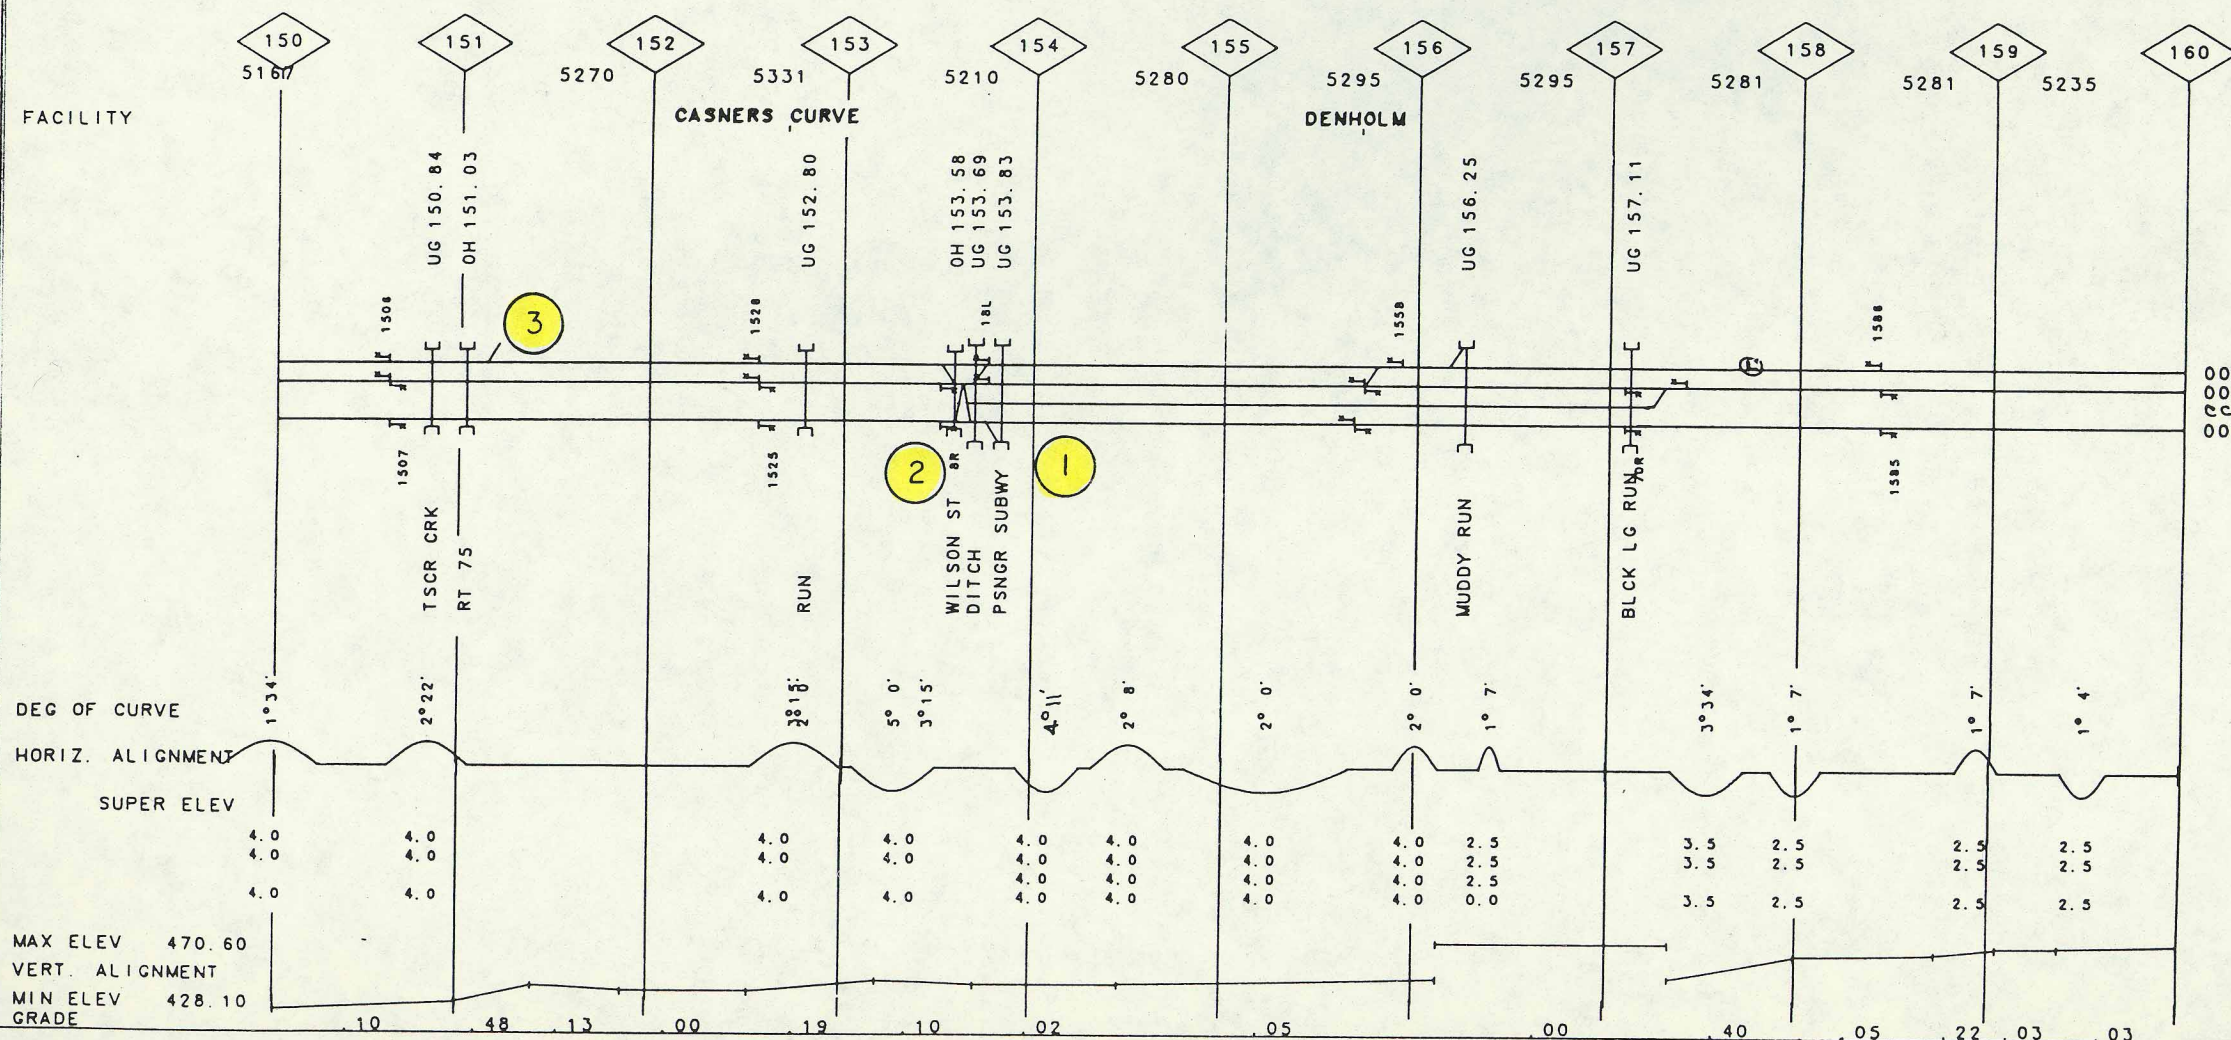 150 151 152 153 154 155 156 157 158 159 160
5167 5270 5331 5210 5280 5295 5295 5281 5281 5235
FACILITY CASNERS CURVE DENHOLM
UG 150.84
OH 151.03
UG 152.80
OH 153.58
UG 153.69
UG 153.83
UG 156.25
UG 157.11
1506 3 1528 18L 1558 1586
00
00
00
1507 1525 2 8R 1 1585
TSCR CRK
RT 75
RUN
WILSON ST
DITCH
PSNGR SUBWY
MUDDY RUN
BLCK LG RUN
DEG OF CURVE 1°34' 2°22' 3°15' 2° 0' 5° 0' 3°15' 4°11' 2° 8' 2° 0' 2° 0' 1° 7' 3°34' 1° 7' 1° 7' 1° 4'
HORIZ. ALIGNMENT
SUPER ELEV
4.0 4.0 4.0 4.0 4.0 4.0 4.0 4.0 2.5 3.5 2.5 2.5 2.5
4.0 4.0 4.0 4.0 4.0 4.0 4.0 4.0 2.5 3.5 2.5 2.5 2.5
4.0 4.0 4.0 4.0 2.5
4.0 4.0 4.0 4.0 4.0 4.0 4.0 4.0 0.0 3.5 2.5 2.5 2.5
MAX ELEV 470.60
VERT. ALIGNMENT
MIN ELEV 428.10
GRADE .10 .48 .13 .00 .19 .10 .02 .05 .00 .40 .05 .22 .03 .03